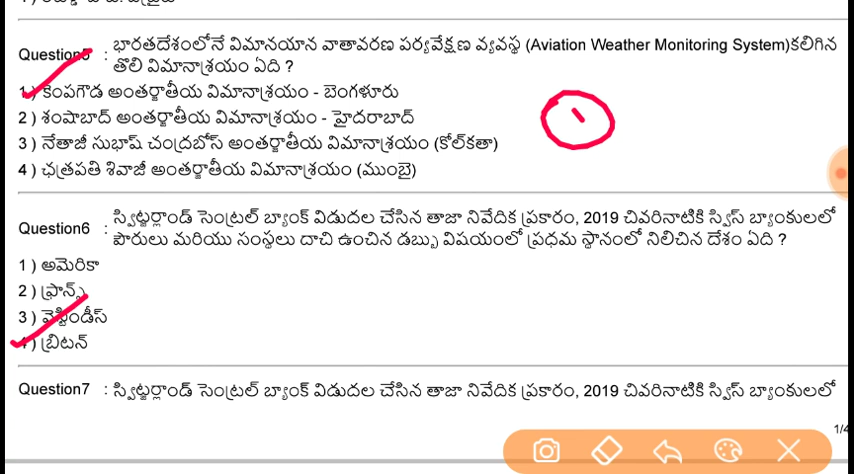 Question5 : భారతదేశంలోనే విమానయాన వాతావరణ పర్యవేక్షణ వ్యవస్థ (Aviation Weather Monitoring System)కలిగిన
తొలి విమానాశ్రయం ఏది ?
1 ) కెంపగౌడ అంతర్జాతీయ విమానాశ్రయం - బెంగళూరు
2 ) శంషాబాద్ అంతర్జాతీయ విమానాశ్రయం - హైదరాబాద్
3 ) నేతాజీ సుభాష్ చంద్రబోస్ అంతర్జాతీయ విమానాశ్రయం (కోల్‌కతా)
4 ) ఛత్రపతి శివాజీ అంతర్జాతీయ విమానాశ్రయం (ముంబై)
Question6 : స్విట్జర్లాండ్ సెంట్రల్ బ్యాంక్ విడుదల చేసిన తాజా నివేదిక ప్రకారం, 2019 చివరినాటికి స్విస్ బ్యాంకులలో
పౌరులు మరియు సంస్థలు దాచి ఉంచిన డబ్బు విషయంలో ప్రథమ స్థానంలో నిలిచిన దేశం ఏది ?
1 ) అమెరికా
2 ) ఫ్రాన్స్
3 ) వెస్టిండీస్
4 ) బ్రిటన్
Question7 : స్విట్జర్లాండ్ సెంట్రల్ బ్యాంక్ విడుదల చేసిన తాజా నివేదిక ప్రకారం, 2019 చివరినాటికి స్విస్ బ్యాంకులలో
1/4